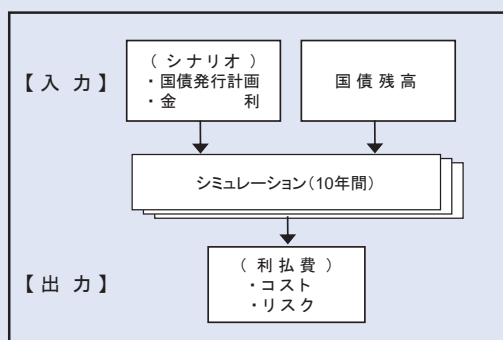 【入力】
(シナリオ)
・国債発行計画
・金利
国債残高
シミュレーション(10年間)
【出力】
(利払費)
・コスト
・リスク